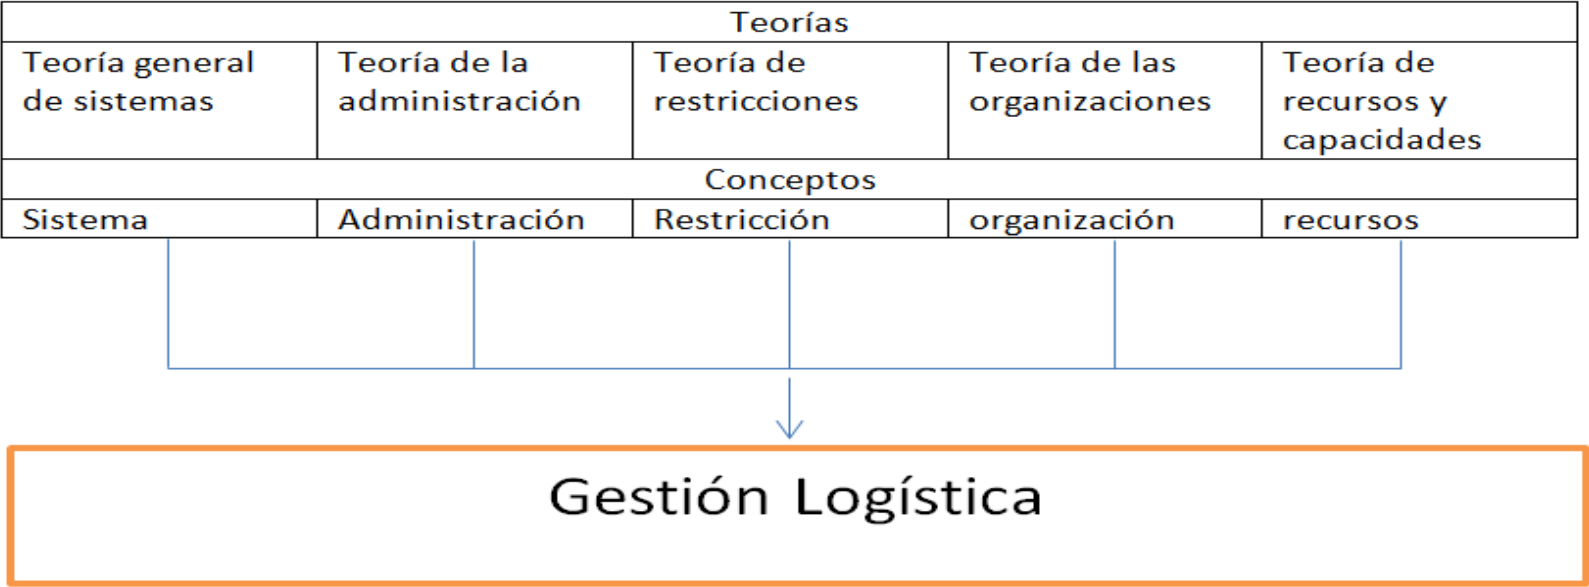 Teorías
Teoría general
de sistemas
Teoría de la
administración
Teoría de
restricciones
Teoría de las
organizaciones
Teoría de
recursos y
capacidades
Conceptos
Sistema
Administración
Restricción
organización
recursos
Gestión Logística